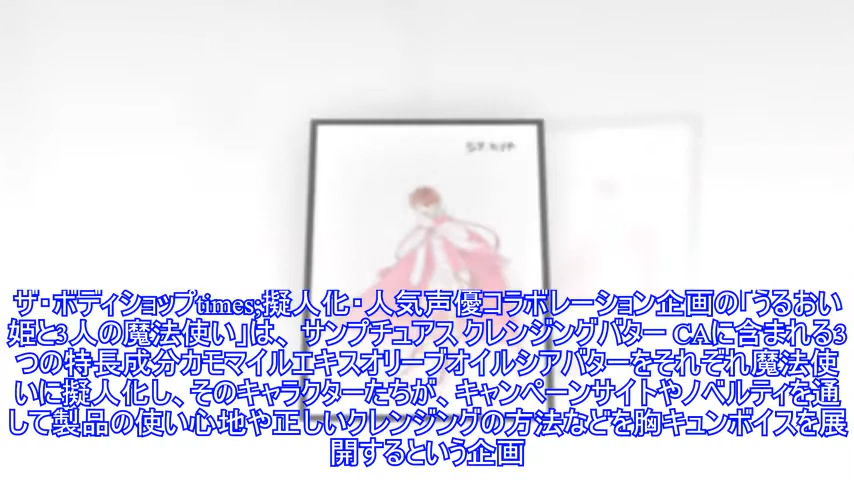 ザ・ボディショップtimes;擬人化・人気声優コラボレーション企画の「うるおい
姫と3人の魔法使い」は、サンプチュアス クレンジングバター CAに含まれる3
つの特長成分カモマイルエキスオリーブオイルシアバターをそれぞれ魔法使
いに擬人化し、そのキャラクターたちが、キャンペーンサイトやノベルティを通
して製品の使い心地や正しいクレンジングの方法などを胸キュンボイスを展
開するという企画